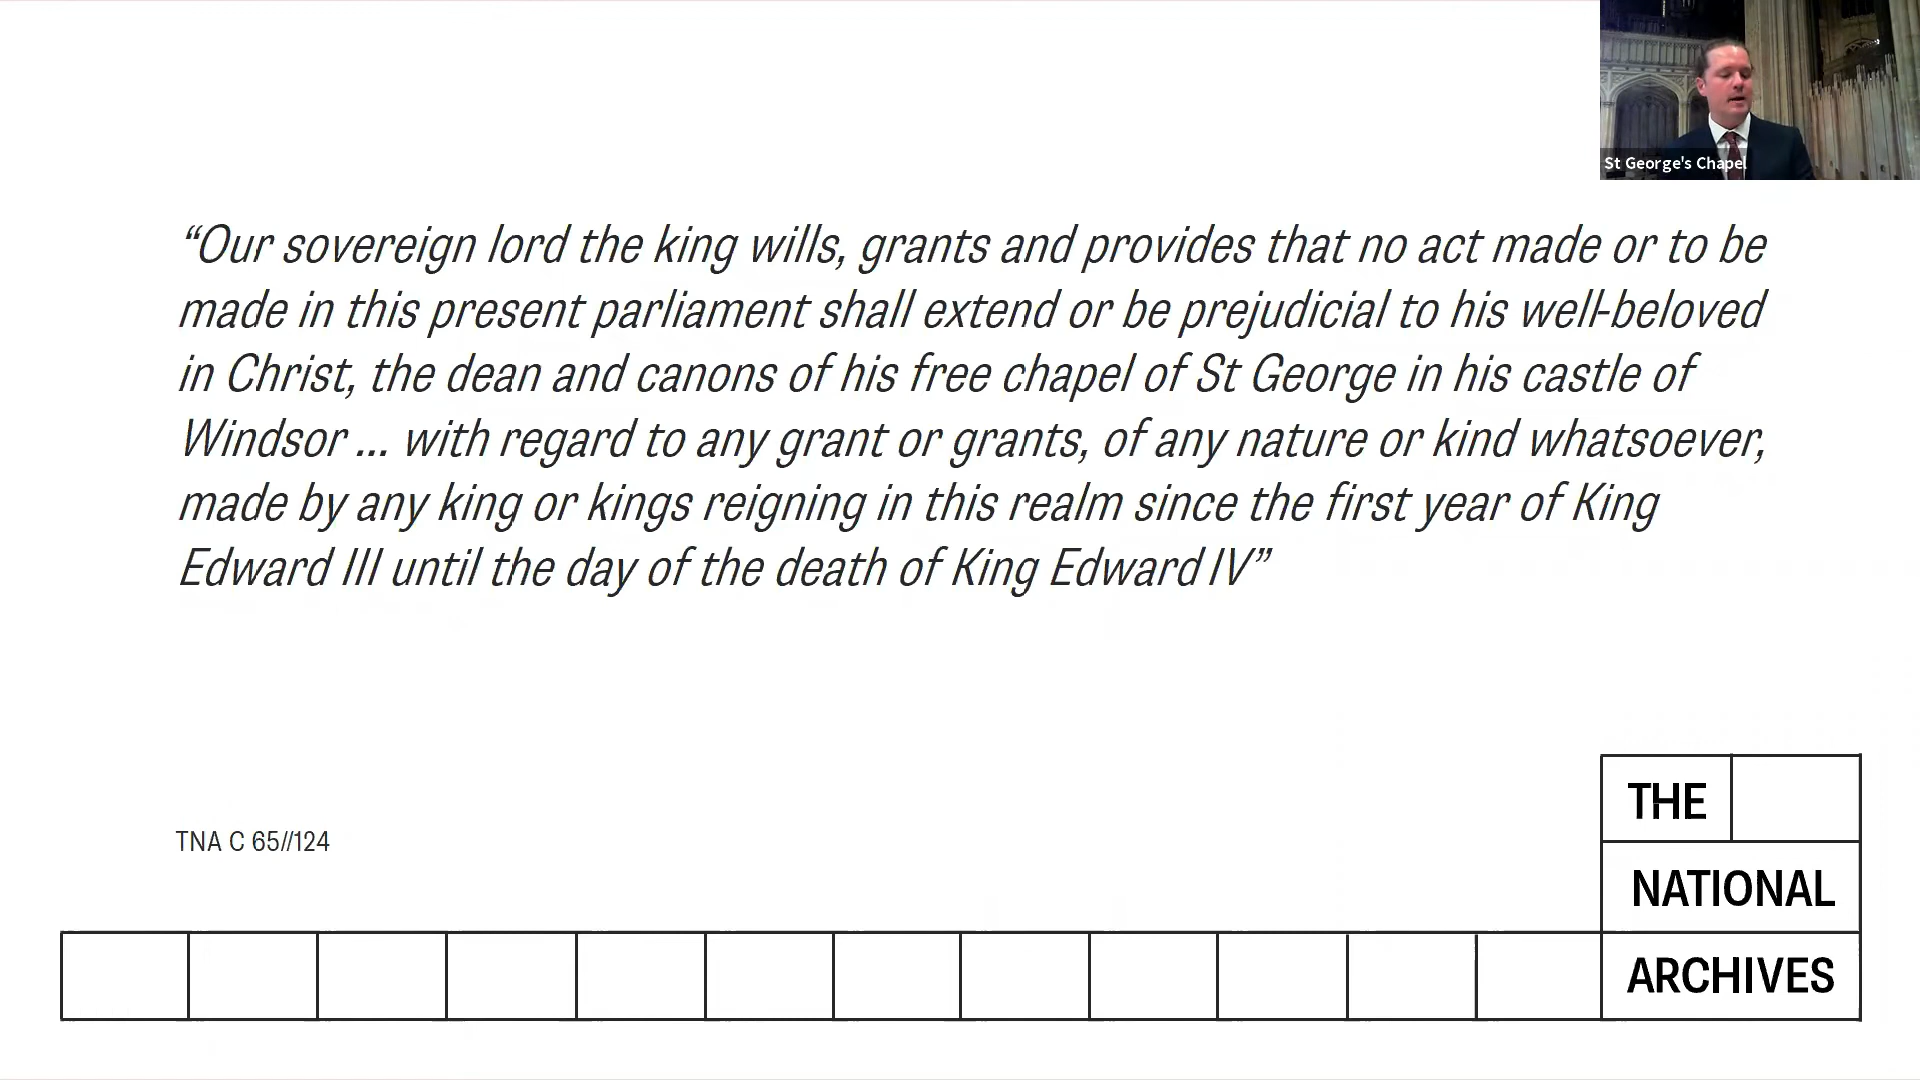 St George's Chapel
“Our sovereign lord the king wills, grants and provides that no act made or to be
made in this present parliament shall extend or be prejudicial to his well-beloved
in Christ, the dean and canons of his free chapel of St George in his castle of
Windsor ... with regard to any grant or grants, of any nature or kind whatsoever,
made by any king or kings reigning in this realm since the first year of King
Edward III until the day of the death of King Edward IV”
TNA C 65//124
THE
NATIONAL
ARCHIVES